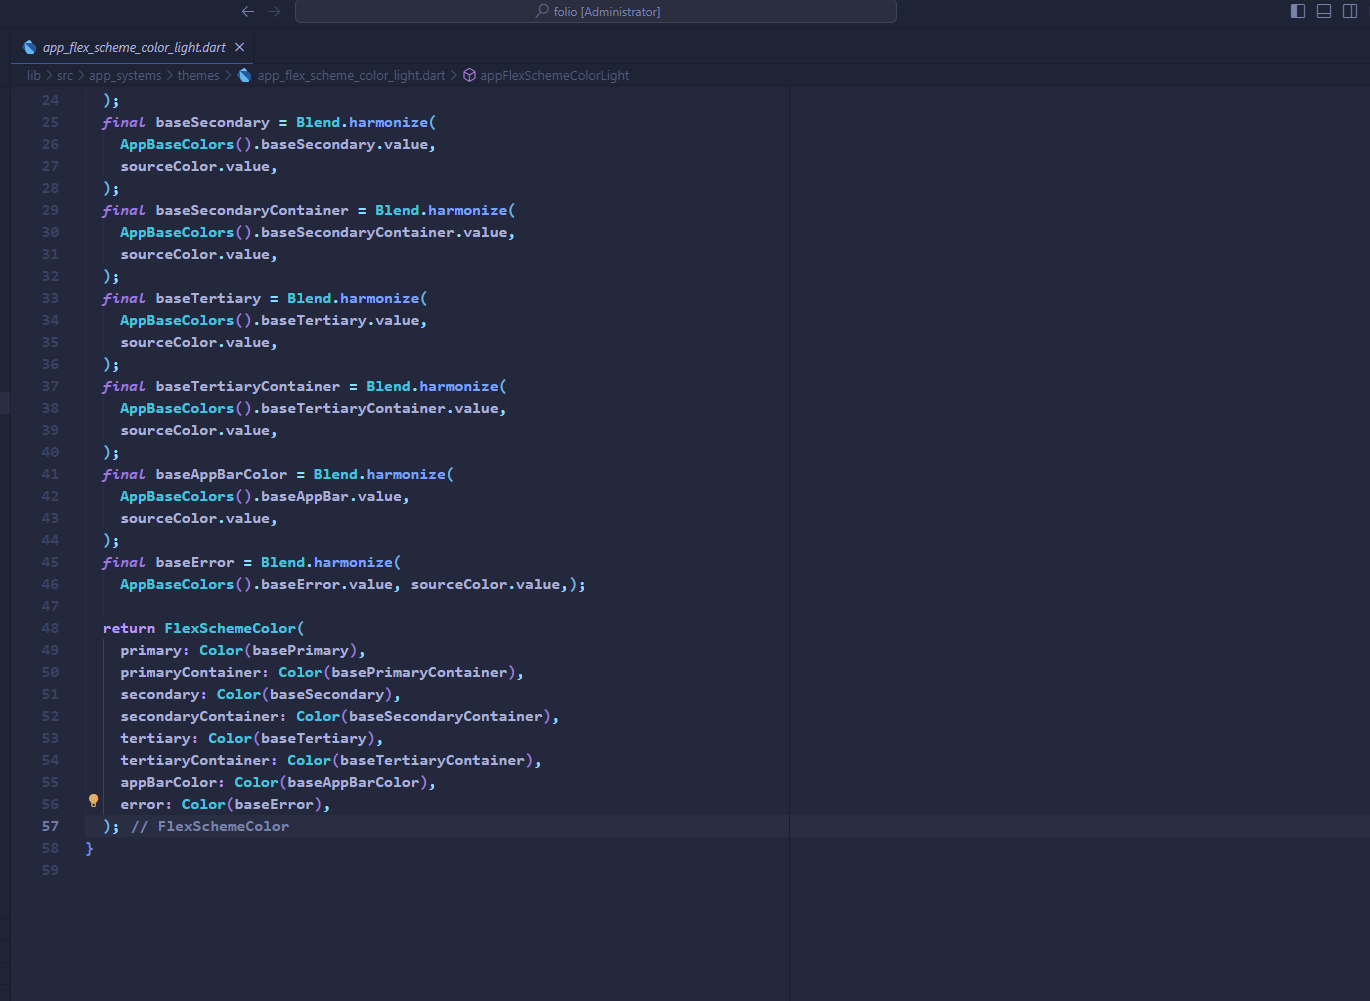 folio [Administrator]
app_flex_scheme_color_light.dart
lib > src > app_systems > themes > app_flex_scheme_color_light.dart > appFlexSchemeColorLight
24 );
25 final baseSecondary = Blend.harmonize(
26 AppBaseColors().baseSecondary.value,
27 sourceColor.value,
28 );
29 final baseSecondaryContainer = Blend.harmonize(
30 AppBaseColors().baseSecondaryContainer.value,
31 sourceColor.value,
32 );
33 final baseTertiary = Blend.harmonize(
34 AppBaseColors().baseTertiary.value,
35 sourceColor.value,
36 );
37 final baseTertiaryContainer = Blend.harmonize(
38 AppBaseColors().baseTertiaryContainer.value,
39 sourceColor.value,
40 );
41 final baseAppBarColor = Blend.harmonize(
42 AppBaseColors().baseAppBar.value,
43 sourceColor.value,
44 );
45 final baseError = Blend.harmonize(
46 AppBaseColors().baseError.value, sourceColor.value,);
47
48 return FlexSchemeColor(
49 primary: Color(basePrimary),
50 primaryContainer: Color(basePrimaryContainer),
51 secondary: Color(baseSecondary),
52 secondaryContainer: Color(baseSecondaryContainer),
53 tertiary: Color(baseTertiary),
54 tertiaryContainer: Color(baseTertiaryContainer),
55 appBarColor: Color(baseAppBarColor),
56 error: Color(baseError),
57 ); // FlexSchemeColor
58 }
59